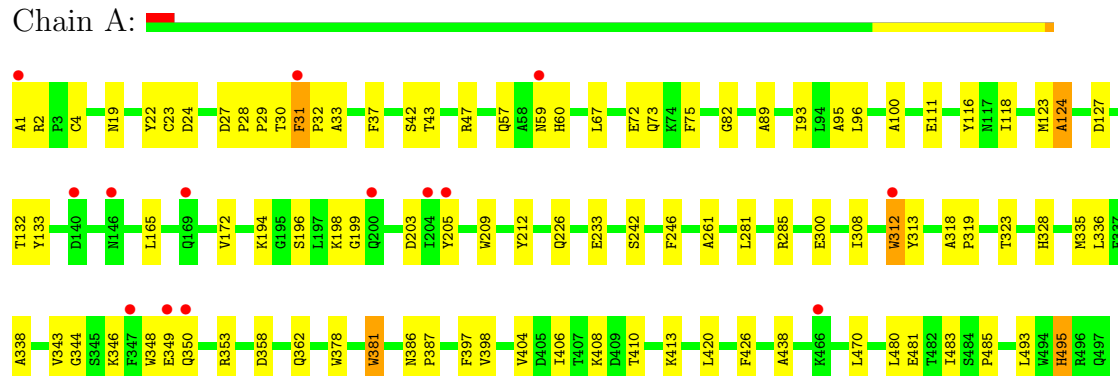 Chain A:
A1 R2 P3 C4 N19 Y22 C23 D24 D27 P28 P29 T30 F31 P32 A33 F37 S42 T43 R47 Q57 A58 N59 H60 L67 E72 Q73 K74 F75 G82 A89 I93 L94 A95 L96 A100 E111 Y116 N117 I118 M123 A124 D127
T132 Y133 D140 N146 L165 Q169 V172 K194 G195 S196 L197 K198 G199 Q200 D203 I204 Y205 W209 Y212 Q226 E233 S242 F246 A261 L281 R285 E300 I308 W312 Y313 A318 P319 T323 H328 M335 L336
A338 V343 G344 S345 K346 F347 W348 E349 Q350 R353 D358 Q362 W378 W381 N386 P387 F397 V398 V404 D405 I406 T407 K408 D409 T410 K413 L420 F426 A438 K466 L470 L480 E481 T482 I483 S484 P485 L493 W494 H495 R496 Q497